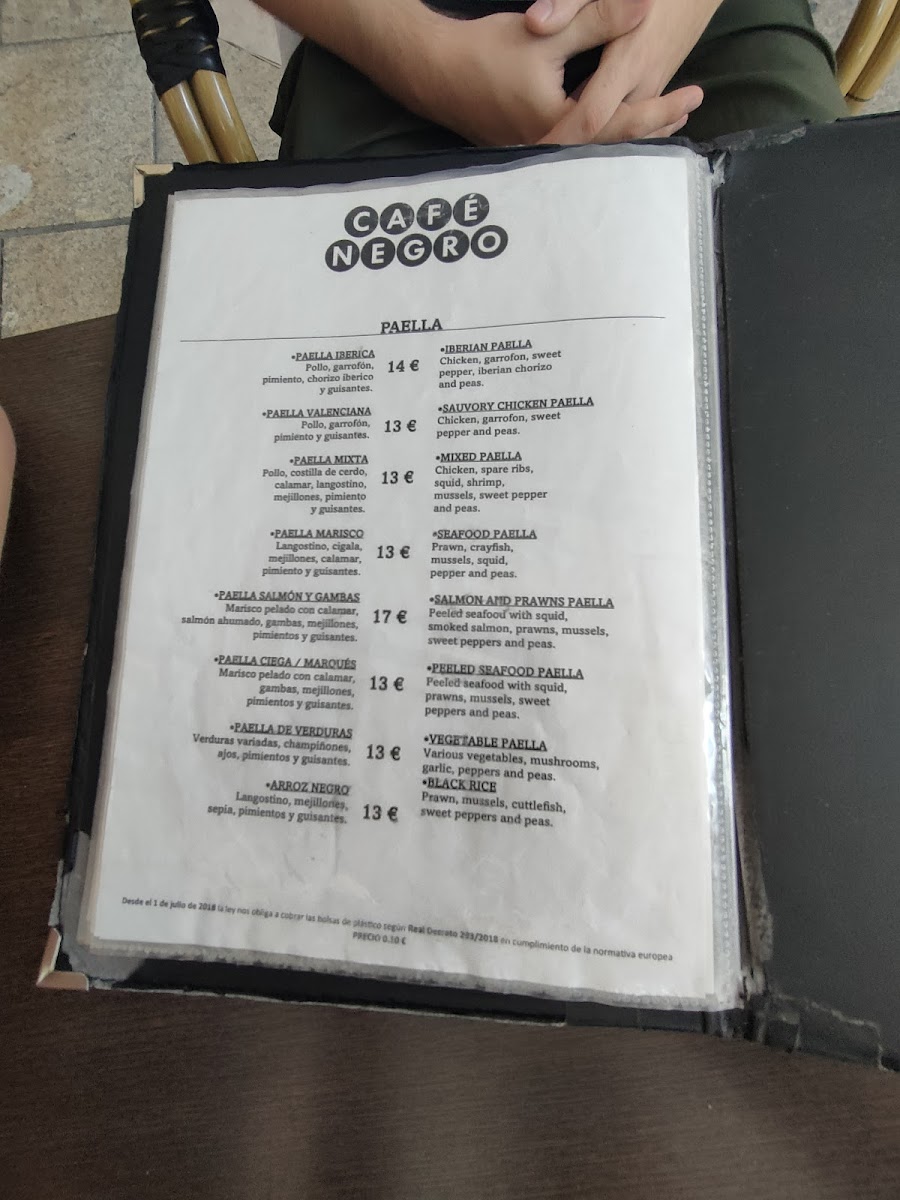 CAFÉ
NEGRO
PAELLA
•PAELLA IBERICA
Pollo, garrofón,
pimiento, chorizo iberico
y guisantes.
14 €
•IBERIAN PAELLA
Chicken, garrofon, sweet
pepper, iberian chorizo
and peas.
•PAELLA VALENCIANA
Pollo, garrofón,
pimiento y guisantes.
13 €
•SAUVORY CHICKEN PAELLA
Chicken, garrofon, sweet
pepper and peas.
•PAELLA MIXTA
Pollo, costilla de cerdo,
calamar, langostino,
mejillones, pimiento
y guisantes.
13 €
•MIXED PAELLA
Chicken, spare ribs,
squid, shrimp,
mussels, sweet pepper
and peas.
•PAELLA MARISCO
Langostino, cigala,
mejillones, calamar,
pimiento y guisantes.
13 €
•SEAFOOD PAELLA
Prawn, crayfish,
mussels, squid,
pepper and peas.
•PAELLA SALMÓN Y GAMBAS
Marisco pelado con calamar,
salmón ahumado, gambas, mejillones,
pimientos y guisantes.
17 €
•SALMON AND PRAWNS PAELLA
Peeled seafood with squid,
smoked salmon, prawns, mussels,
sweet peppers and peas.
•PAELLA CIEGA / MARQUÉS
Marisco pelado con calamar,
gambas, mejillones,
pimientos y guisantes.
13 €
•PEELED SEAFOOD PAELLA
Peeled seafood with squid,
prawns, mussels, sweet
peppers and peas.
•PAELLA DE VERDURAS
Verduras variadas, champiñones,
ajos, pimientos y guisantes.
13 €
•VEGETABLE PAELLA
Various vegetables, mushrooms,
garlic, peppers and peas.
•ARROZ NEGRO
Langostino, mejillones,
sepia, pimientos y guisantes.
13 €
•BLACK RICE
Prawn, mussels, cuttlefish,
sweet peppers and peas.
Desde el 1 de julio de 2018 la ley nos obliga a cobrar las bolsas de plástico según Real Decreto 293/2018 en cumplimiento de la normativa europea
PRECIO 0.10 €